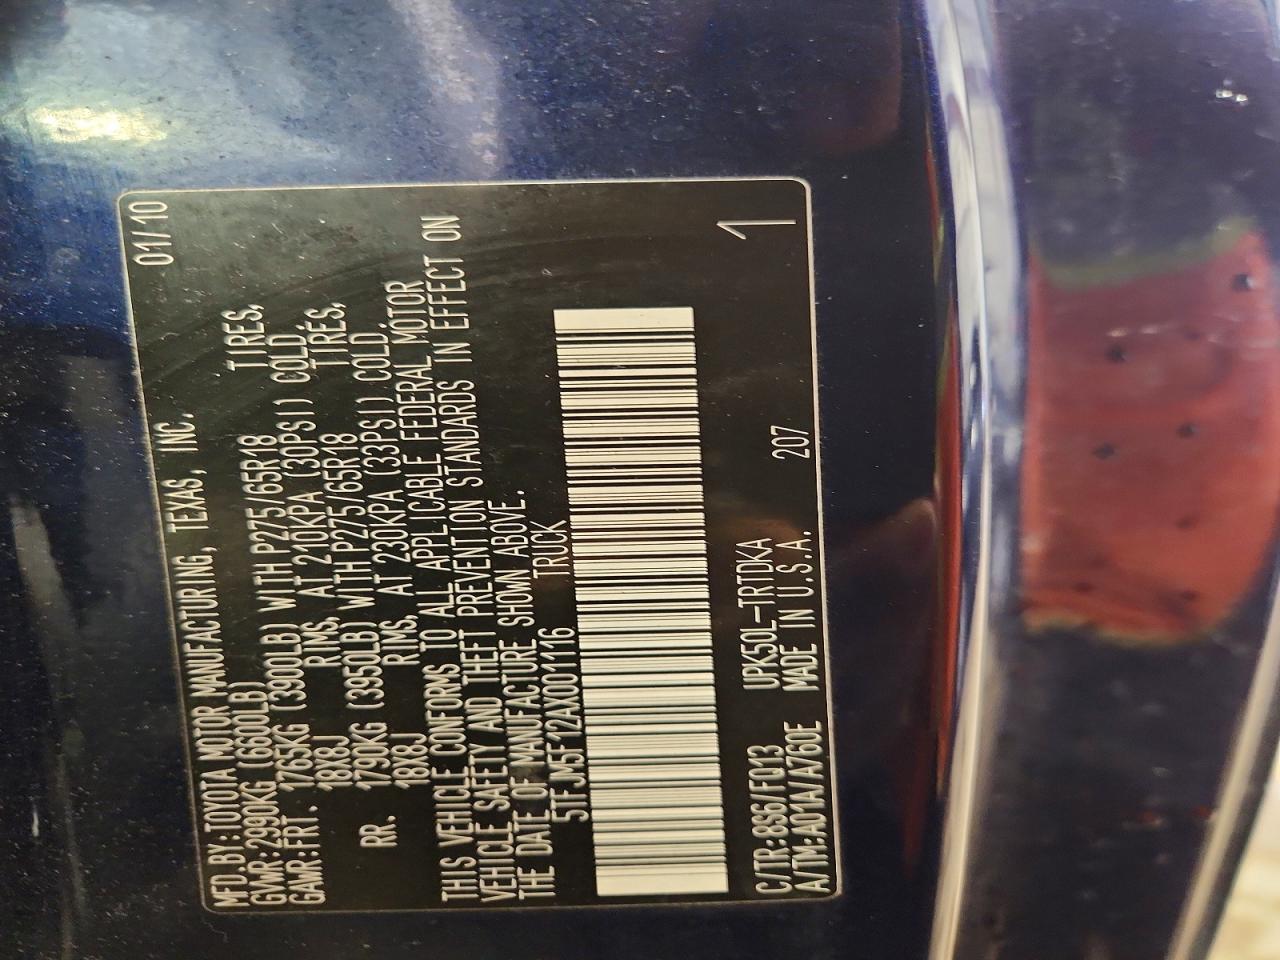 MFD.BY:TOYOTA MOTOR MANUFACTURING, TEXAS, INC. 01/10
GVWR:2990KG (6600LB)
GAWR:FRT. 1765KG (3900LB) WITH P275/65R18 TIRES,
18X8J RIMS, AT 210KPA (30PSI) COLD,
RR. 1790KG (3950LB) WITH P275/65R18 TIRES,
18X8J RIMS, AT 230KPA (33PSI) COLD,
THIS VEHICLE CONFORMS TO ALL APPLICABLE FEDERAL MOTOR
VEHICLE SAFETY AND THEFT PREVENTION STANDARDS IN EFFECT ON
THE DATE OF MANUFACTURE SHOWN ABOVE.
5TFJM5F12AX001116 TRUCK
C/TR:8S6/FD13 UPK50L-TRTDKA
A/TM:A01A/A760E MADE IN U.S.A. 207
1